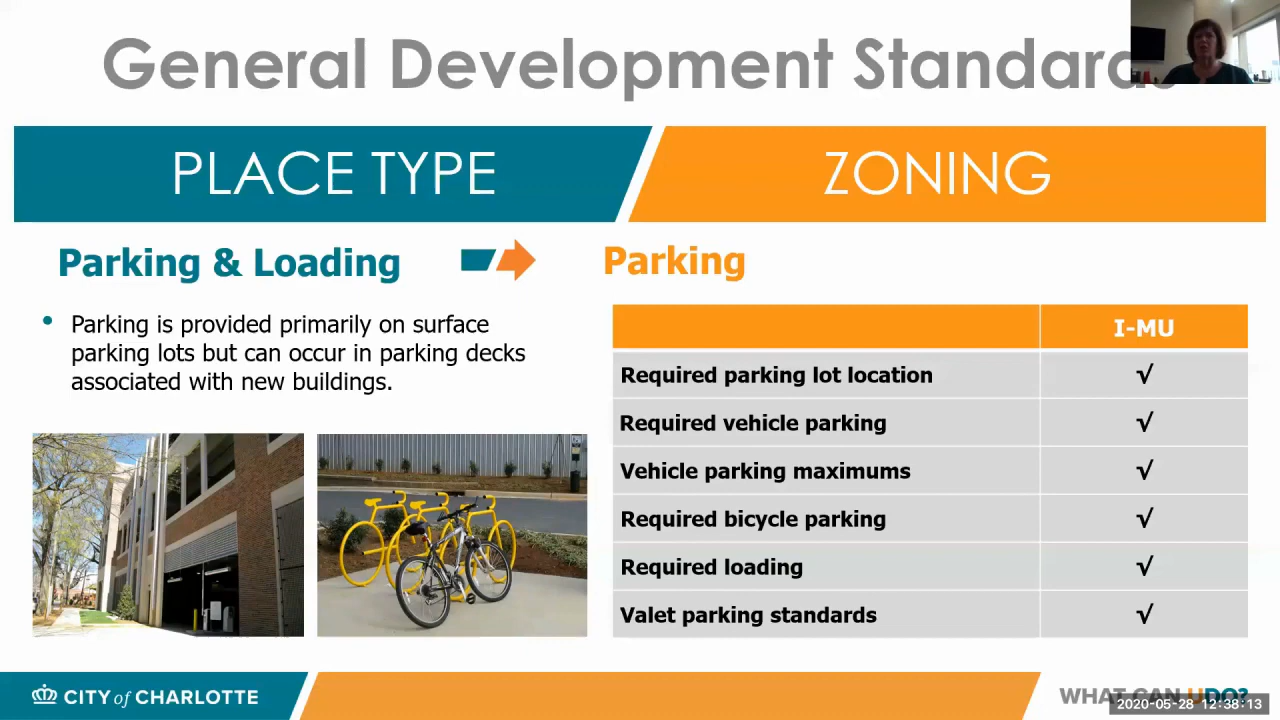 General Development Standards
PLACE TYPE
ZONING
Parking & Loading
Parking
• Parking is provided primarily on surface
parking lots but can occur in parking decks
associated with new buildings.
I-MU
Required parking lot location √
Required vehicle parking √
Vehicle parking maximums √
Required bicycle parking √
Required loading √
Valet parking standards √
CITY of CHARLOTTE
WHAT CAN UDO?
2020-05-28 12:38:13